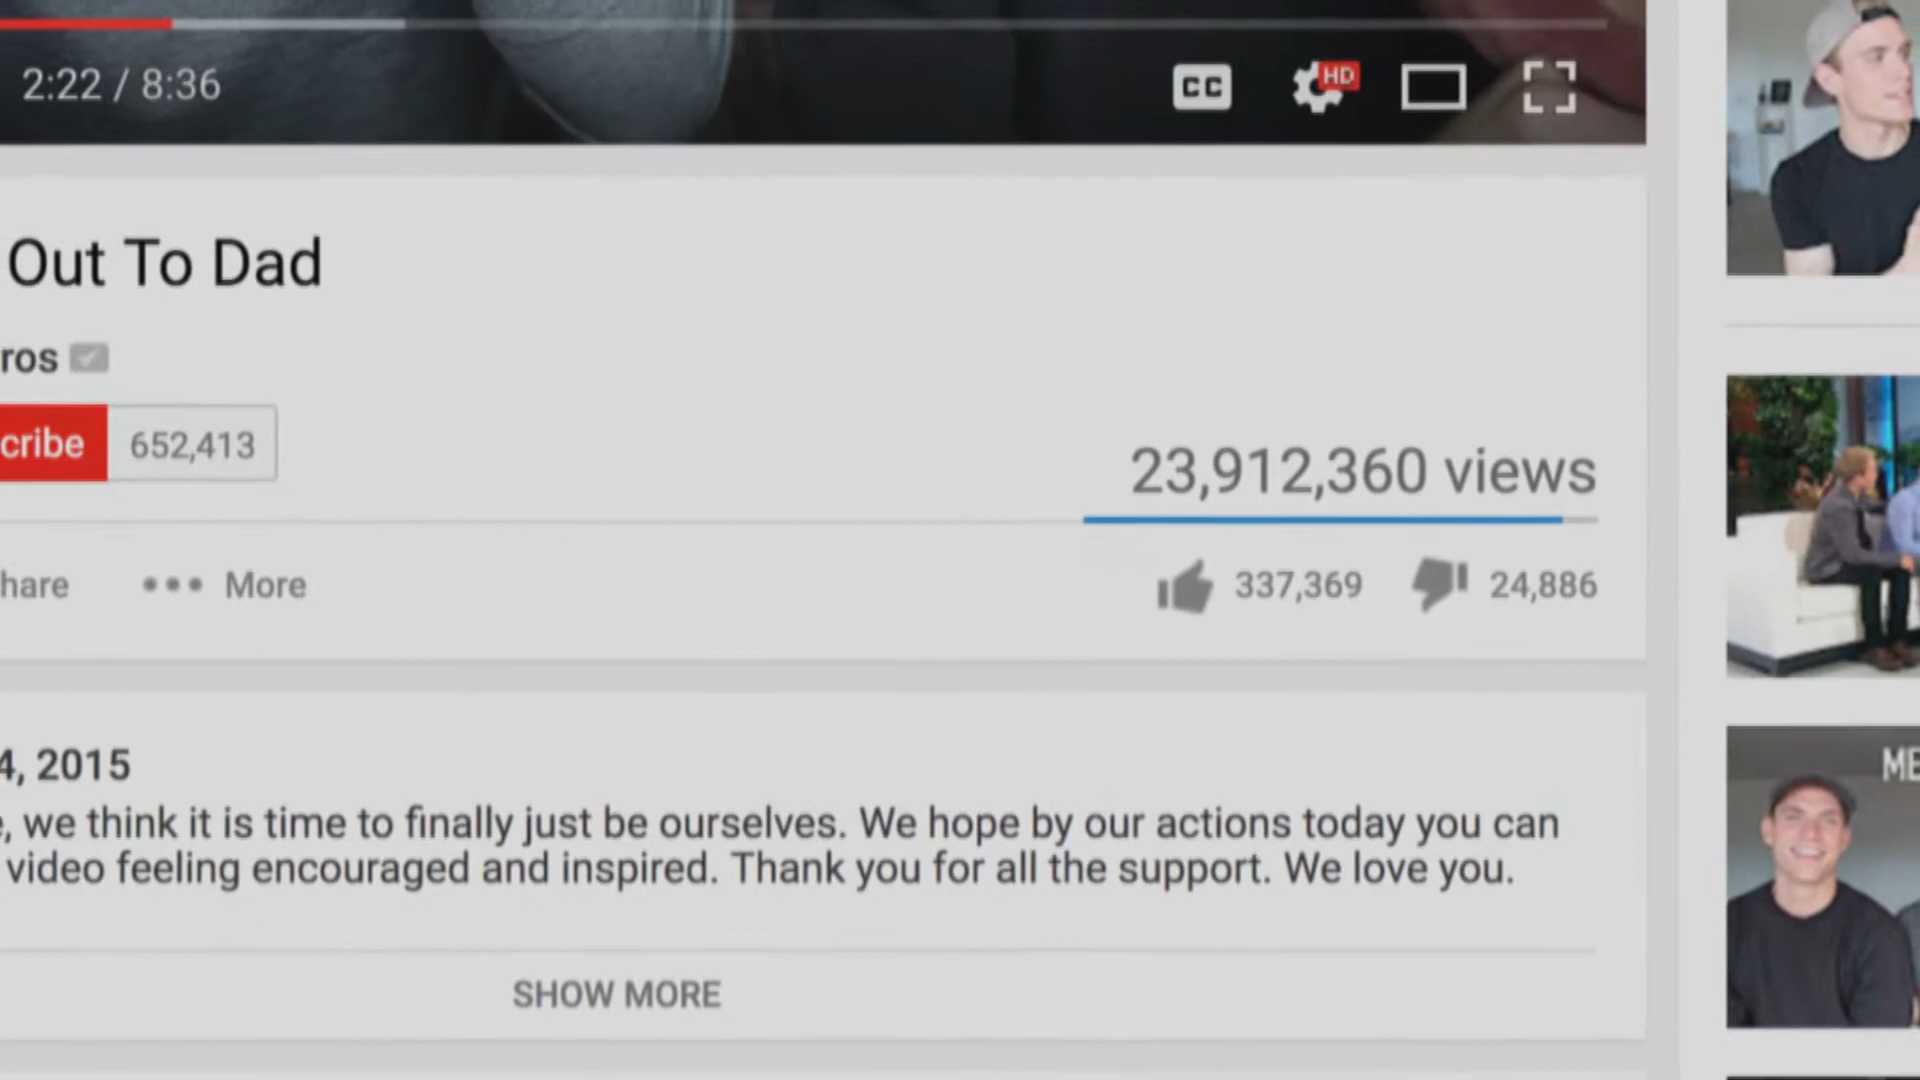 2:22 / 8:36
CC
HD
Out To Dad
ros
cribe 652,413
23,912,360 views
hare ••• More
337,369 24,886
4, 2015
, we think it is time to finally just be ourselves. We hope by our actions today you can
video feeling encouraged and inspired. Thank you for all the support. We love you.
SHOW MORE
ME